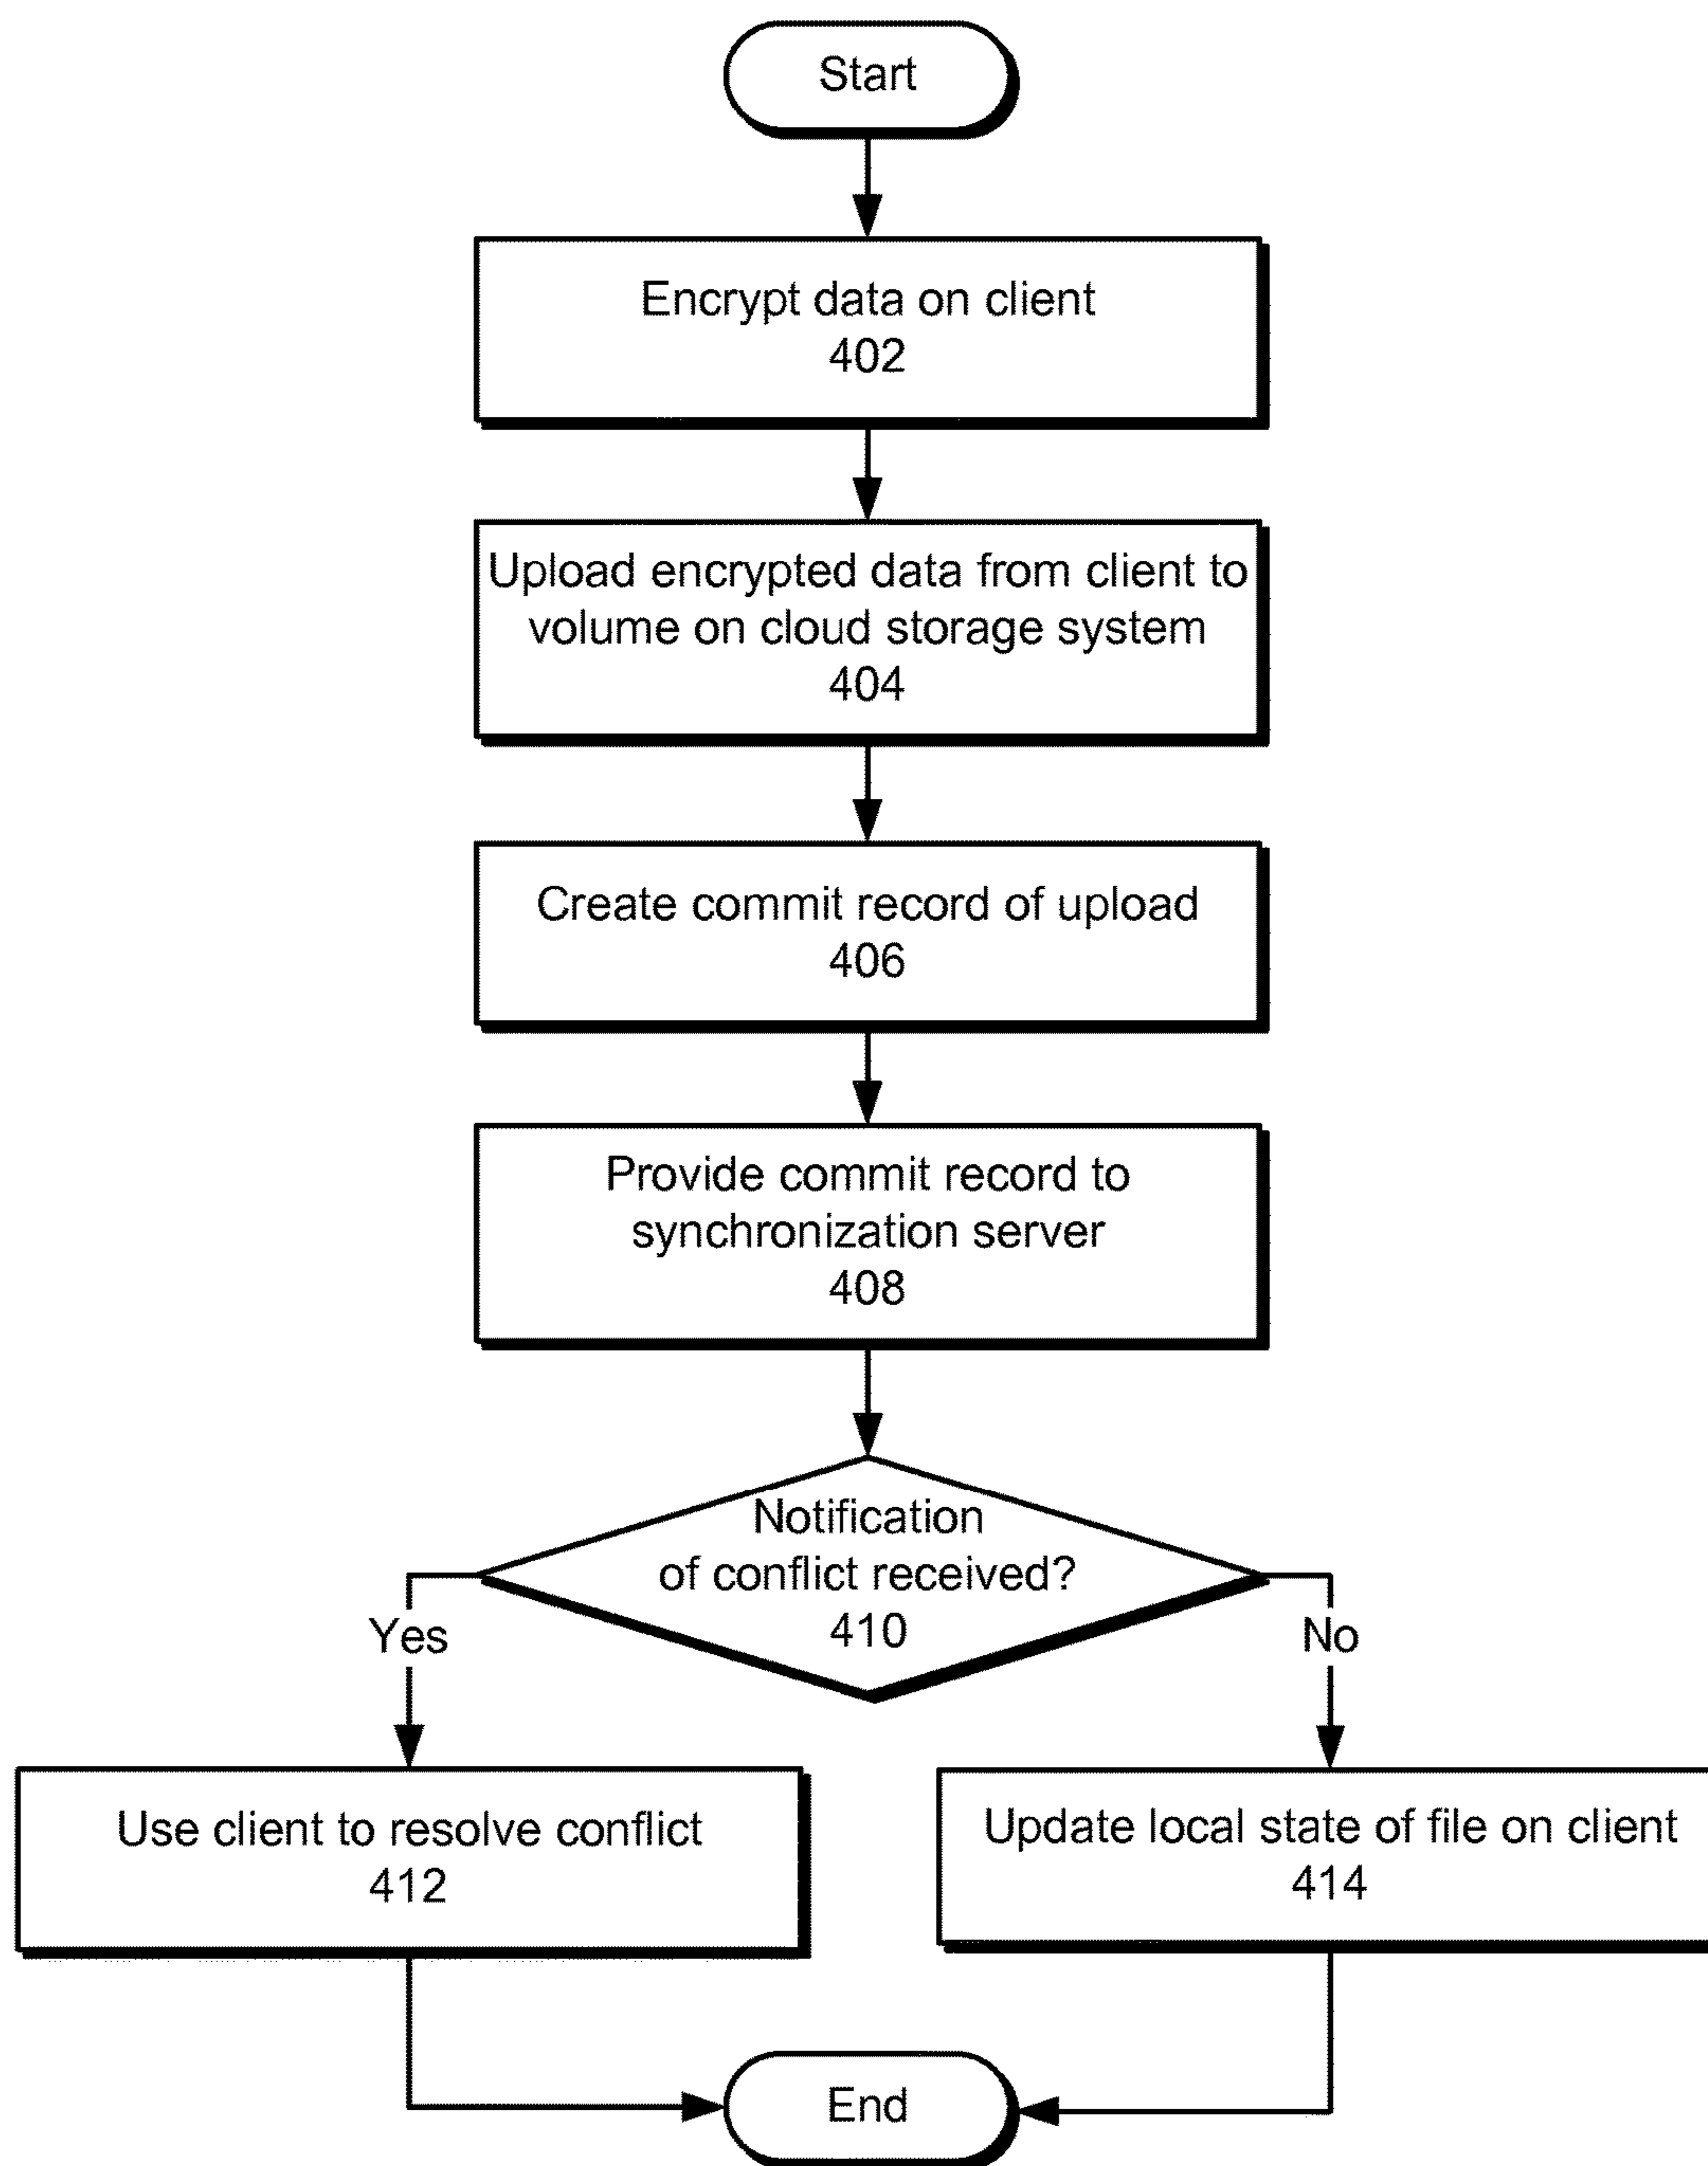 Start
Encrypt data on client
402
Upload encrypted data from client to
volume on cloud storage system
404
Create commit record of upload
406
Provide commit record to
synchronization server
408
Notification
of conflict received?
410
Yes
No
Use client to resolve conflict
412
Update local state of file on client
414
End